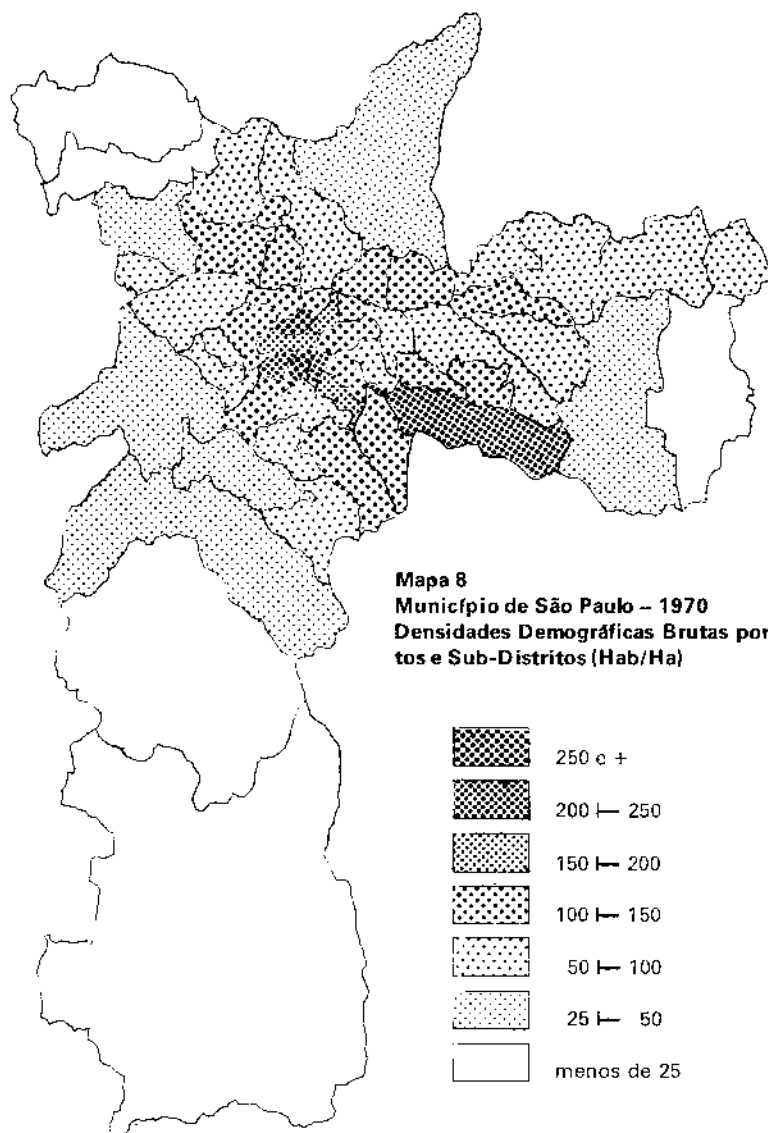 Mapa 8
Município de São Paulo – 1970
Densidades Demográficas Brutas por
tos e Sub-Distritos (Hab/Ha)
250 e +
200 ⊢ 250
150 ⊢ 200
100 ⊢ 150
50 ⊢ 100
25 ⊢ 50
menos de 25